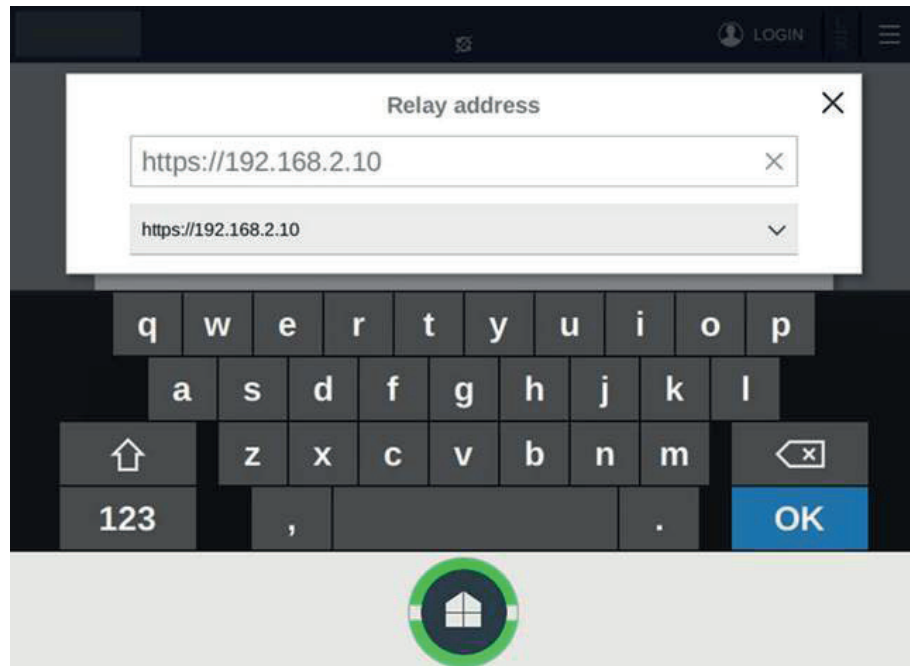 LOGIN
Relay address
https://192.168.2.10
https://192.168.2.10
q w e r t y u i o p
a s d f g h j k l
z x c v b n m
123 , . OK